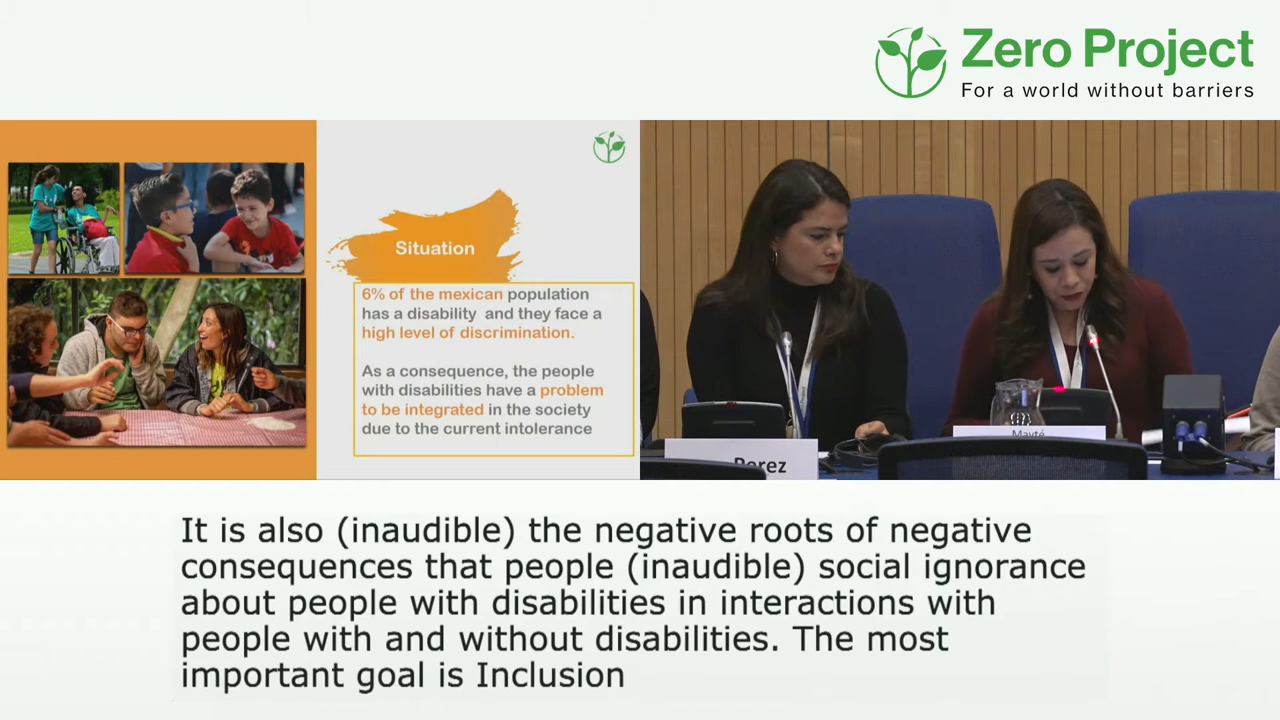 Zero Project
For a world without barriers
Situation
6% of the mexican population
has a disability and they face a
high level of discrimination.
As a consequence, the people
with disabilities have a problem
to be integrated in the society
due to the current intolerance
Perez
Mayté
It is also (inaudible) the negative roots of negative
consequences that people (inaudible) social ignorance
about people with disabilities in interactions with
people with and without disabilities. The most
important goal is Inclusion